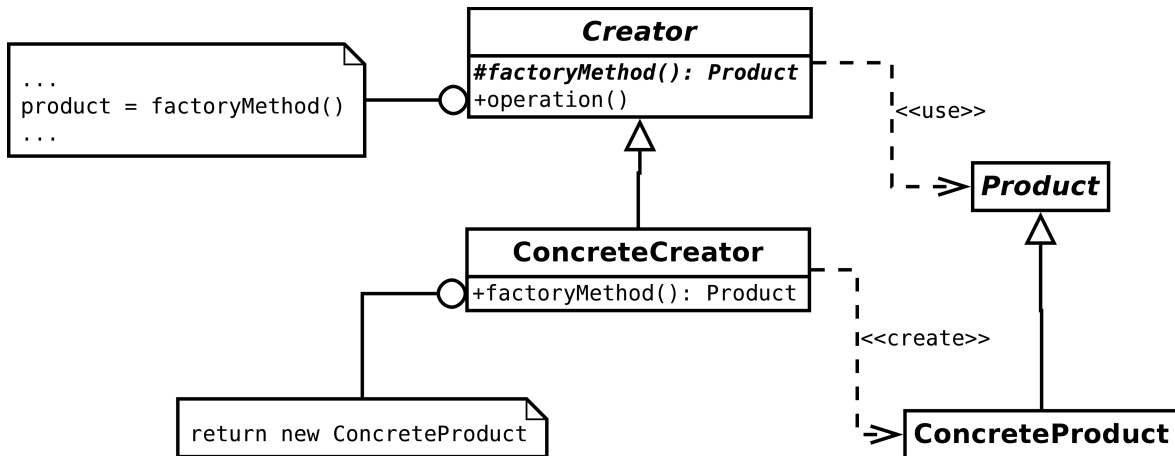 Creator
#factoryMethod(): Product
+operation()
...
product = factoryMethod()
...
<<use>>
Product
ConcreteCreator
+factoryMethod(): Product
<<create>>
return new ConcreteProduct
ConcreteProduct